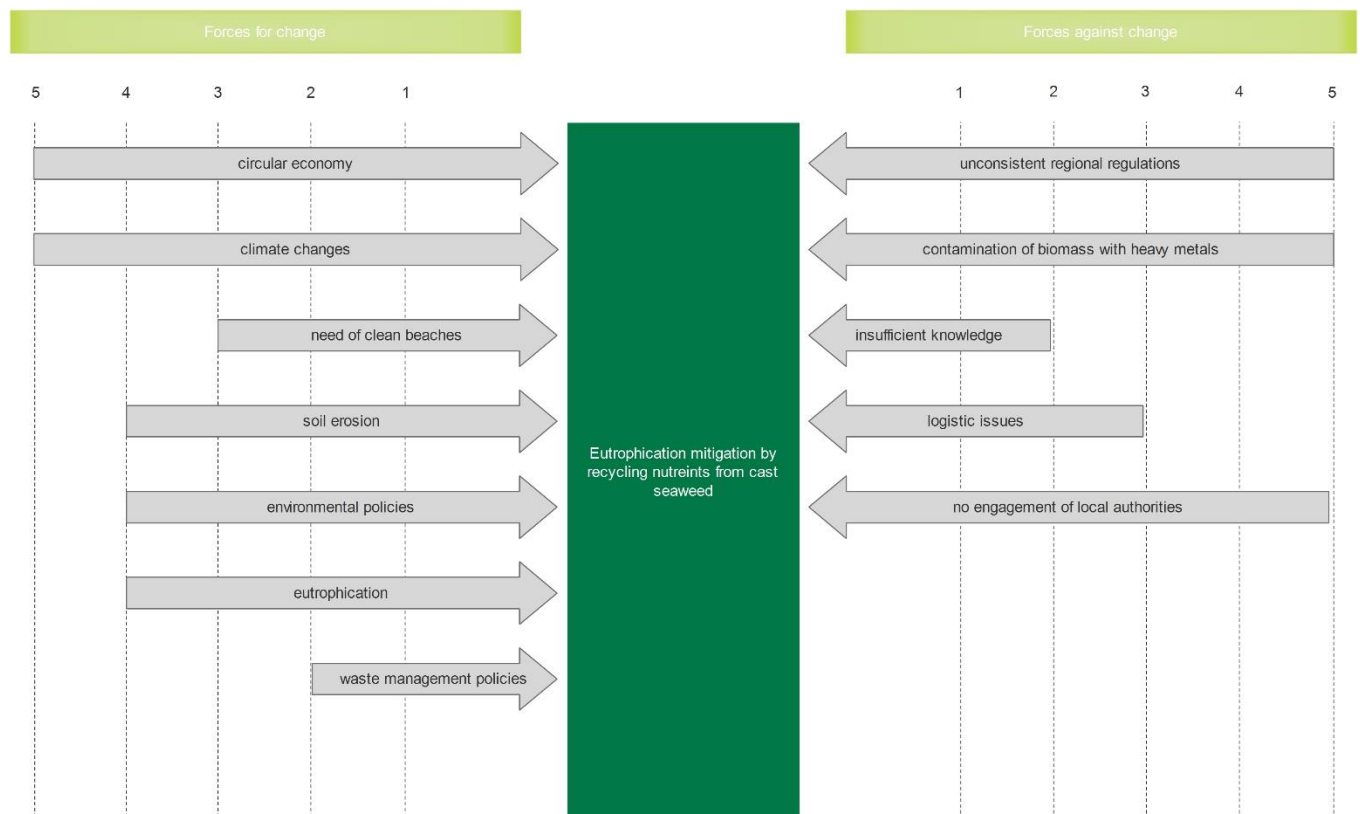 Forces for change
Forces against change
5 4 3 2 1
1 2 3 4 5
circular economy
unconsistent regional regulations
climate changes
contamination of biomass with heavy metals
need of clean beaches
insufficient knowledge
soil erosion
logistic issues
Eutrophication mitigation by
recycling nutreints from cast
seaweed
environmental policies
no engagement of local authorities
eutrophication
waste management policies